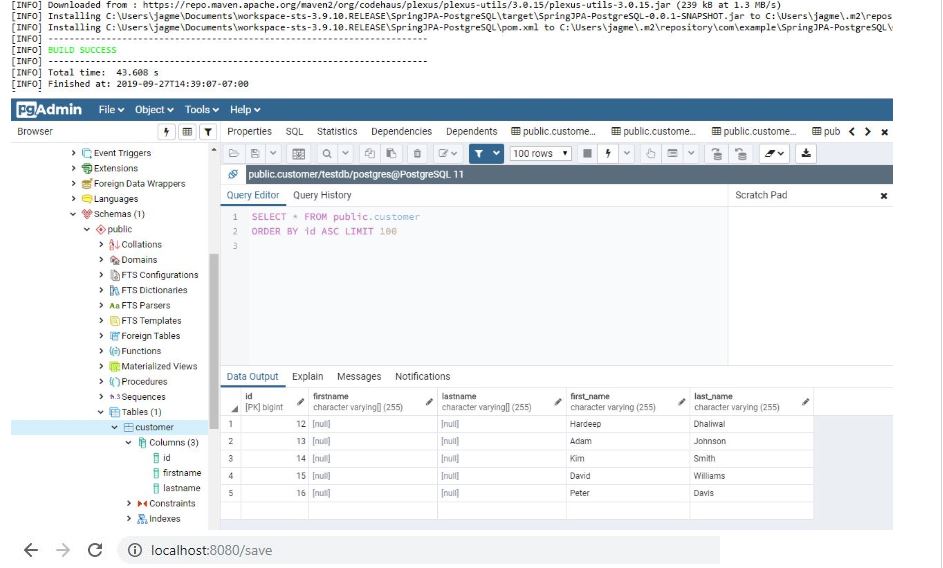 [INFO] Downloaded from : https://repo.maven.apache.org/maven2/org/codehaus/plexus/plexus-utils/3.0.15/plexus-utils-3.0.15.jar (239 kB at 1.3 MB/s)
[INFO] Installing C:\Users\jagme\Documents\workspace-sts-3.9.10.RELEASE\SpringJPA-PostgreSQL\target\SpringJPA-PostgreSQL-0.0.1-SNAPSHOT.jar to C:\Users\jagme\.m2\repos
[INFO] Installing C:\Users\jagme\Documents\workspace-sts-3.9.10.RELEASE\SpringJPA-PostgreSQL\pom.xml to C:\Users\jagme\.m2\repository\com\example\SpringJPA-PostgreSQL\
[INFO] ------------------------------------------------------------------------
[INFO] BUILD SUCCESS
[INFO] ------------------------------------------------------------------------
[INFO] Total time: 43.608 s
[INFO] Finished at: 2019-09-27T14:39:07-07:00
pgAdmin File Object Tools Help
Browser Properties SQL Statistics Dependencies Dependents public.custome... public.custome... public.custome... pub
100 rows
public.customer/testdb/postgres@PostgreSQL 11
Query Editor Query History Scratch Pad
1 SELECT * FROM public.customer
2 ORDER BY id ASC LIMIT 100
3
Event Triggers
Extensions
Foreign Data Wrappers
Languages
Schemas (1)
public
Collations
Domains
FTS Configurations
FTS Dictionaries
Aa FTS Parsers
FTS Templates
Foreign Tables
Functions
Materialized Views
Procedures
1..3 Sequences
Tables (1)
customer
Columns (3)
id
firstname
lastname
Constraints
Indexes
Data Output Explain Messages Notifications
id firstname lastname first_name last_name
[PK] bigint character varying[] (255) character varying[] (255) character varying (255) character varying (255)
1 12 [null] [null] Hardeep Dhaliwal
2 13 [null] [null] Adam Johnson
3 14 [null] [null] Kim Smith
4 15 [null] [null] David Williams
5 16 [null] [null] Peter Davis
localhost:8080/save